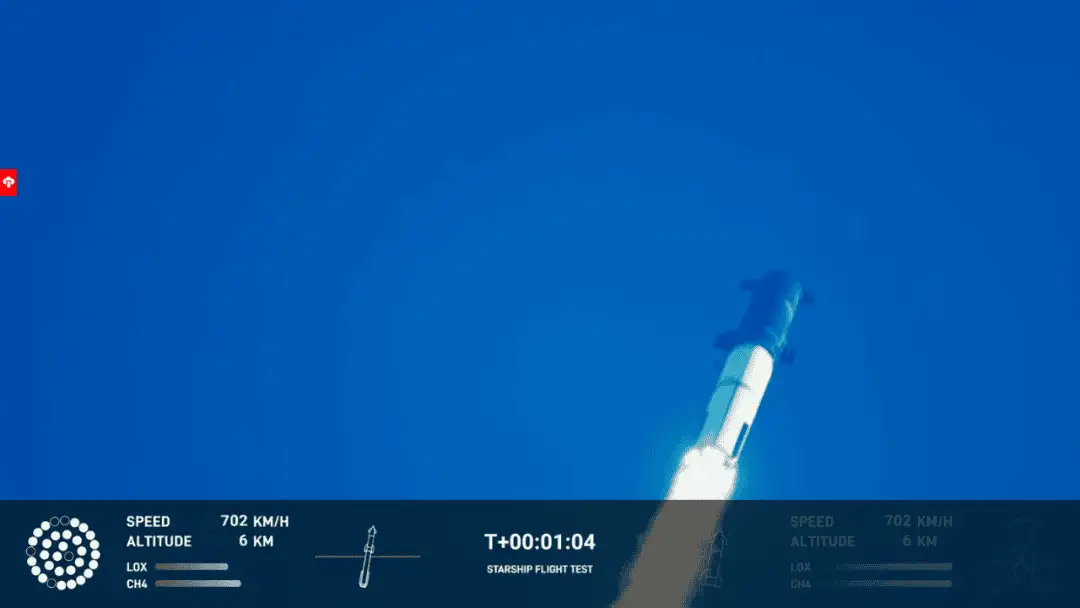 SPEED 702 KM/H
ALTITUDE 6 KM
LOX
CH4
T+00:01:04
STARSHIP FLIGHT TEST
SPEED 702 KM/H
ALTITUDE 6 KM
LOX
CH4